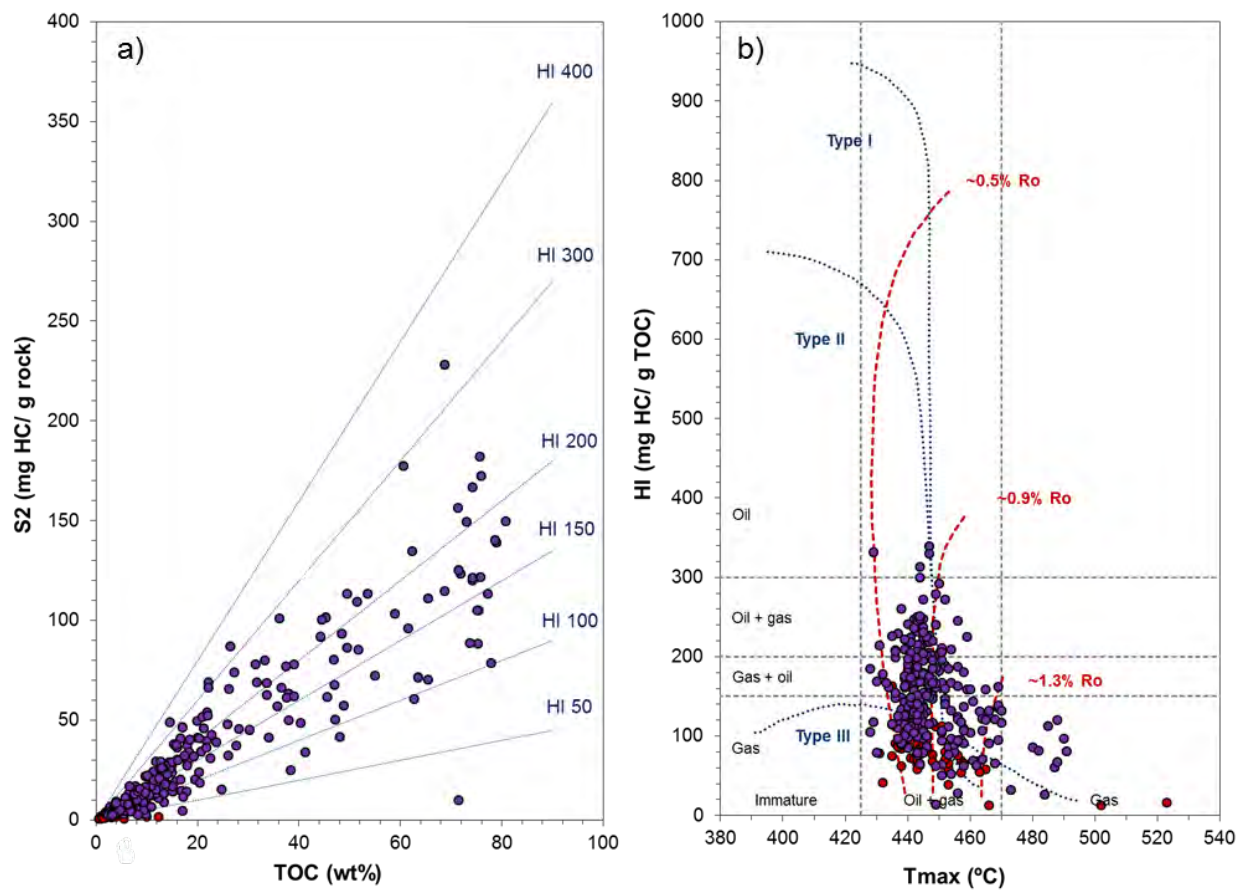 a)
S2 (mg HC/ g rock)
400
350
300
250
200
150
100
50
0
HI 400
HI 300
HI 200
HI 150
HI 100
HI 50
0 20 40 60 80 100
TOC (wt%)
b)
HI (mg HC/ g TOC)
1000
900
800
700
600
500
400
300
200
100
0
Type I
~0.5% Ro
Type II
~0.9% Ro
Oil
Oil + gas
Gas + oil
~1.3% Ro
Type III
Gas
Immature
Oil + gas
Gas
380 400 420 440 460 480 500 520 540
Tmax (ºC)